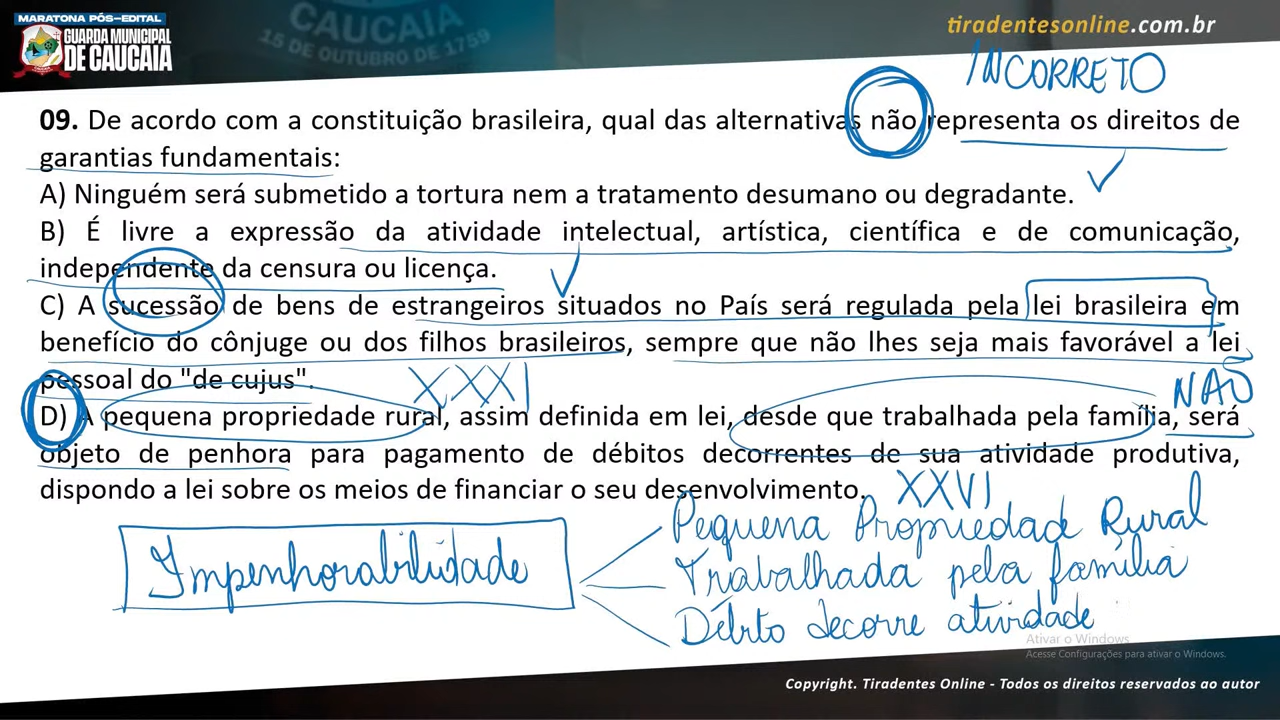 MARATONA PÓS-EDITAL
GUARDA MUNICIPAL
DE CAUCAIA
CAUCAIA
15 DE OUTUBRO DE 1759
tiradentesonline.com.br
INCORRETO
09. De acordo com a constituição brasileira, qual das alternativas não representa os direitos de
garantias fundamentais:
A) Ninguém será submetido a tortura nem a tratamento desumano ou degradante.
B) É livre a expressão da atividade intelectual, artística, científica e de comunicação,
independente da censura ou licença.
C) A sucessão de bens de estrangeiros situados no País será regulada pela lei brasileira em
benefício do cônjuge ou dos filhos brasileiros, sempre que não lhes seja mais favorável a lei
pessoal do "de cujus".
XXXI
NÃO
D) A pequena propriedade rural, assim definida em lei, desde que trabalhada pela família, será
objeto de penhora para pagamento de débitos decorrentes de sua atividade produtiva,
dispondo a lei sobre os meios de financiar o seu desenvolvimento.
XXVI
Impenhorabilidade
Pequena Propriedade Rural
Trabalhada pela família
Débito decorre atividade
Ativar o Windows
Acesse Configurações para ativar o Windows.
Copyright. Tiradentes Online - Todos os direitos reservados ao autor